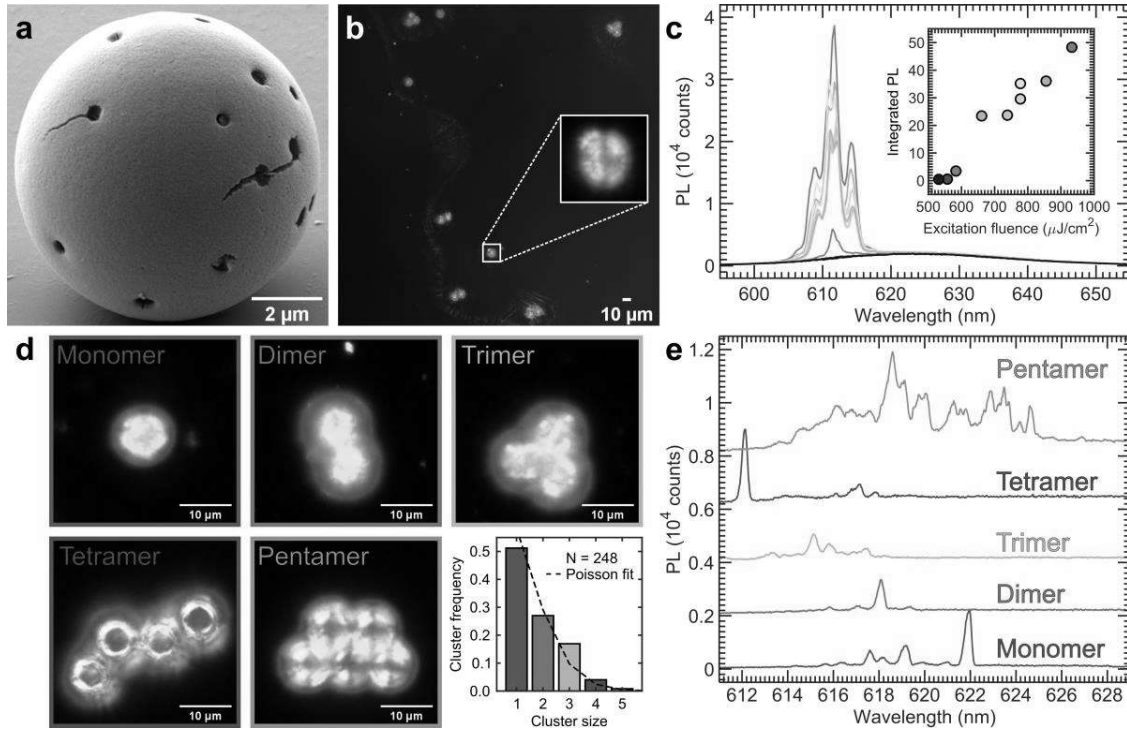 a
2 µm
b
10 µm
c
PL (10⁴ counts)
4
3
2
1
0
600
610
620
630
640
650
Wavelength (nm)
Integrated PL
50
40
30
20
10
0
500
600
700
800
900
1000
Excitation fluence (µJ/cm²)
d
Monomer
10 µm
Dimer
10 µm
Trimer
10 µm
Tetramer
10 µm
Pentamer
10 µm
Cluster frequency
0.5
0.4
0.3
0.2
0.1
0.0
N = 248
Poisson fit
1
2
3
4
5
Cluster size
e
PL (10⁴ counts)
1.2
1
0.8
0.6
0.4
0.2
0
Pentamer
Tetramer
Trimer
Dimer
Monomer
612
614
616
618
620
622
624
626
628
Wavelength (nm)